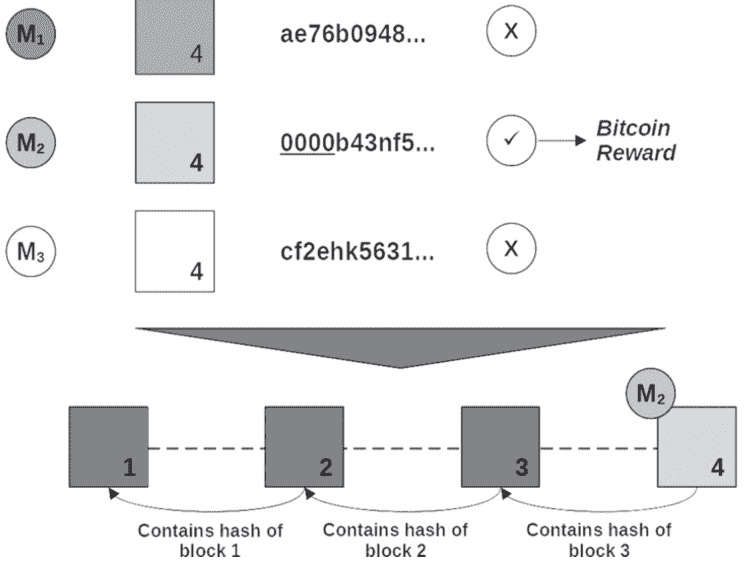 M1
4
ae76b0948...
X
M2
4
0000b43nf5...
✓
Bitcoin
Reward
M3
4
cf2ehk5631...
X
M2
1
2
3
4
Contains hash of
block 1
Contains hash of
block 2
Contains hash of
block 3